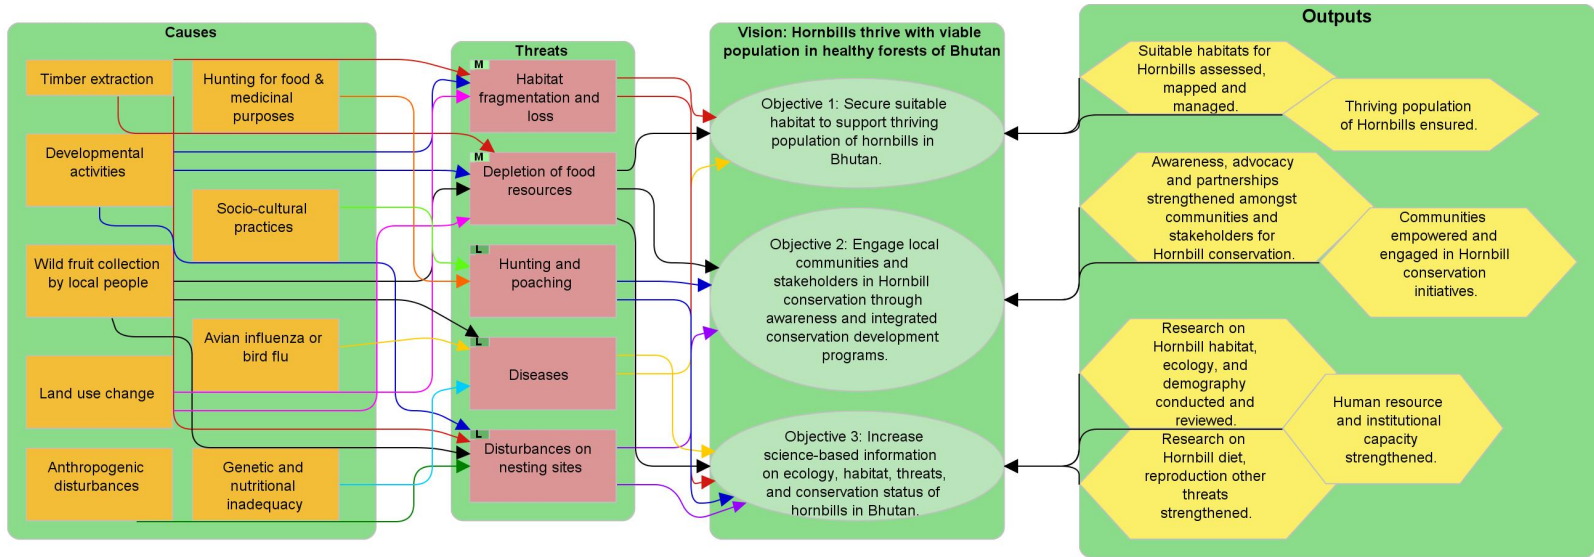 Causes
Timber extraction
Hunting for food &
medicinal
purposes
Developmental
activities
Socio-cultural
practices
Wild fruit collection
by local people
Avian influenza or
bird flu
Land use change
Anthropogenic
disturbances
Genetic and
nutritional
inadequacy
Threats
M
Habitat
fragmentation and
loss
M
Depletion of food
resources
L
Hunting and
poaching
L
Diseases
L
Disturbances on
nesting sites
Vision: Hornbills thrive with viable
population in healthy forests of Bhutan
Objective 1: Secure suitable
habitat to support thriving
population of hornbills in
Bhutan.
Objective 2: Engage local
communities and
stakeholders in Hornbill
conservation through
awareness and integrated
conservation development
programs.
Objective 3: Increase
science-based information
on ecology, habitat, threats,
and conservation status of
hornbills in Bhutan.
Outputs
Suitable habitats for
Hornbills assessed,
mapped and
managed.
Thriving population
of Hornbills ensured.
Awareness, advocacy
and partnerships
strengthened amongst
communities and
stakeholders for
Hornbill conservation.
Communities
empowered and
engaged in Hornbill
conservation
initiatives.
Research on
Hornbill habitat,
ecology, and
demography
conducted and
reviewed.
Human resource
and institutional
capacity
strengthened.
Research on
Hornbill diet,
reproduction other
threats
strengthened.